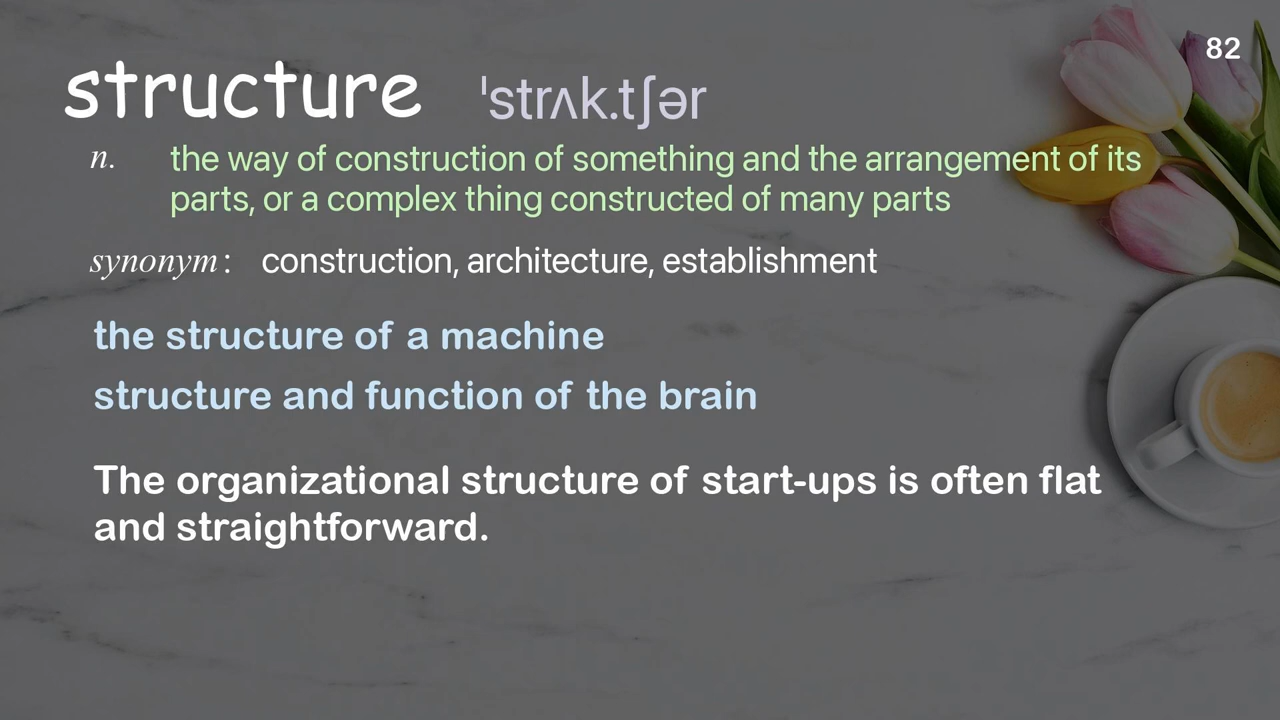 82
structure ˈstrʌk.tʃər
n. the way of construction of something and the arrangement of its
parts, or a complex thing constructed of many parts
synonym: construction, architecture, establishment
the structure of a machine
structure and function of the brain
The organizational structure of start-ups is often flat
and straightforward.